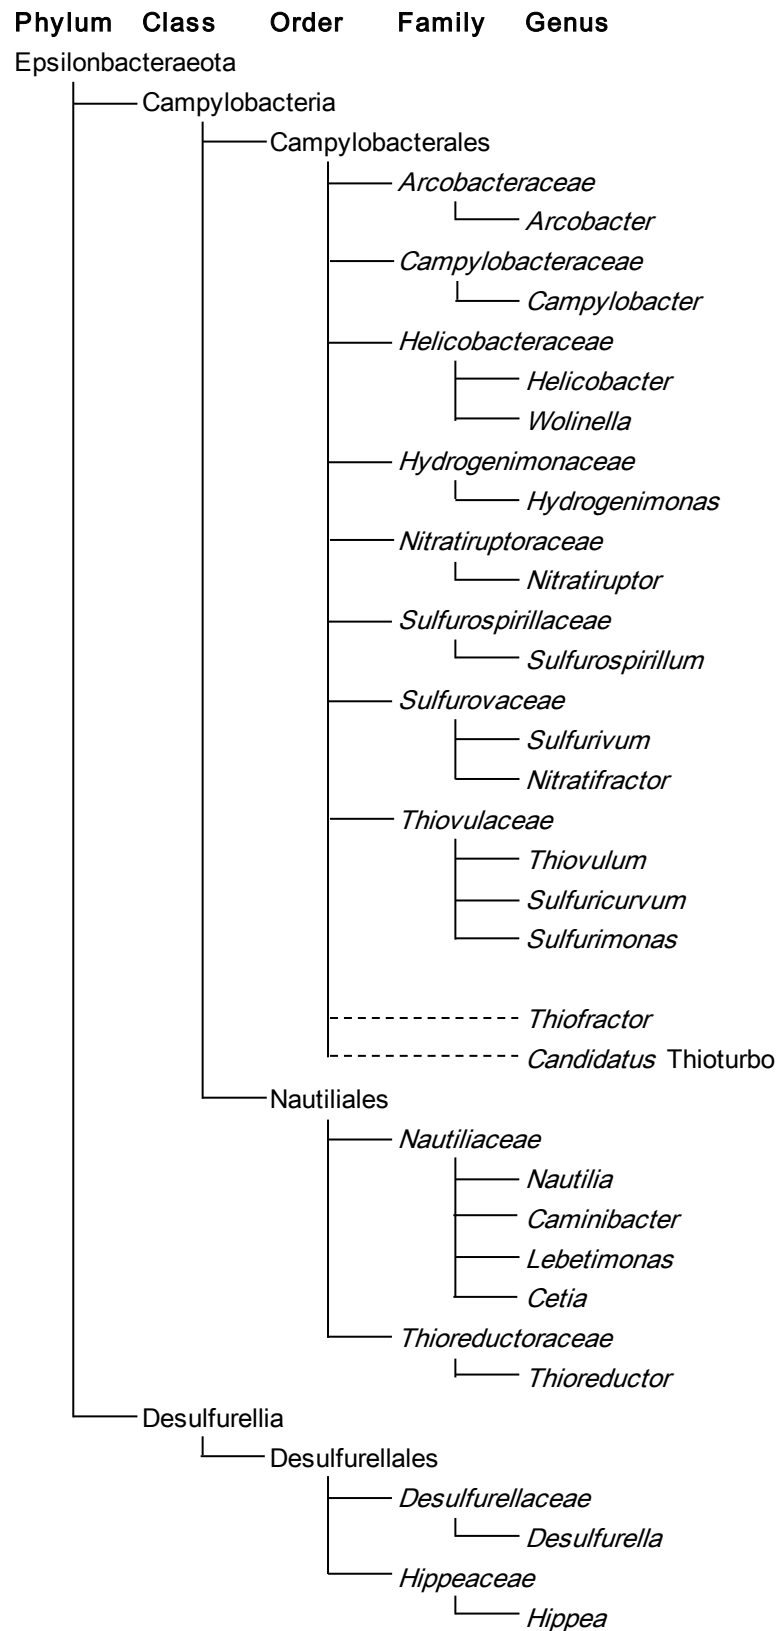 Phylum Class Order Family Genus
Epsilonbacteraeota
Campylobacteria
Campylobacterales
Arcobacteraceae
Arcobacter
Campylobacteraceae
Campylobacter
Helicobacteraceae
Helicobacter
Wolinella
Hydrogenimonaceae
Hydrogenimonas
Nitratiruptoraceae
Nitratiruptor
Sulfurospirillaceae
Sulfurospirillum
Sulfurovaceae
Sulfurivum
Nitratifractor
Thiovulaceae
Thiovulum
Sulfuricurvum
Sulfurimonas
Thiofractor
Candidatus Thioturbo
Nautiliales
Nautiliaceae
Nautilia
Caminibacter
Lebetimonas
Cetia
Thioreductoraceae
Thioreductor
Desulfurellia
Desulfurellales
Desulfurellaceae
Desulfurella
Hippeaceae
Hippea